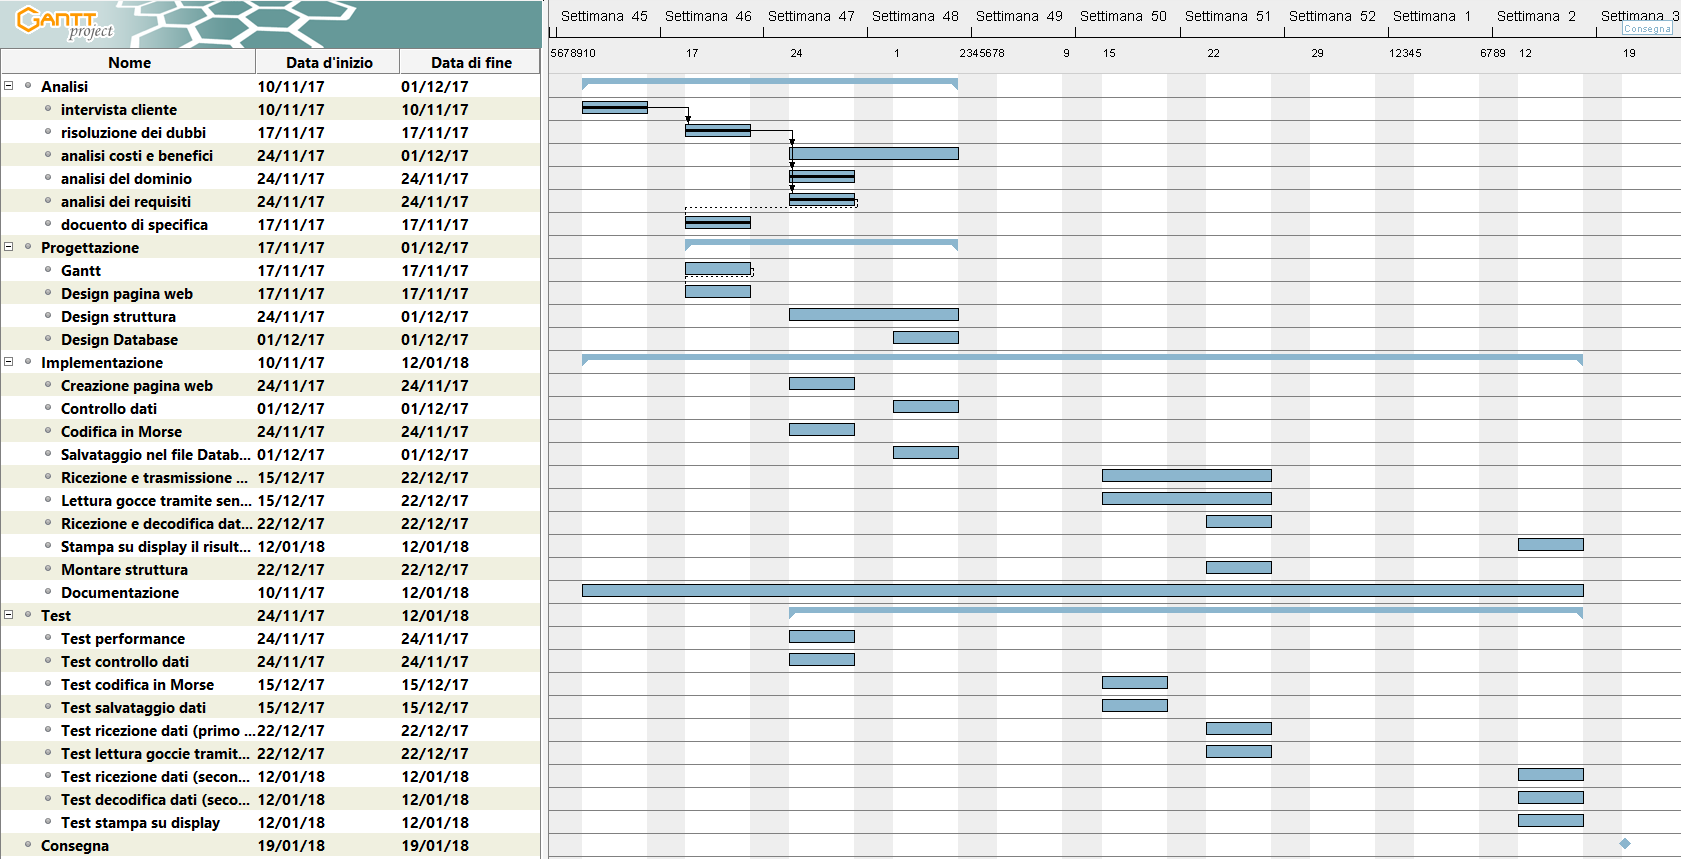 GANTT
project
Settimana 45 Settimana 46 Settimana 47 Settimana 48 Settimana 49 Settimana 50 Settimana 51 Settimana 52 Settimana 1 Settimana 2 Settimana 3
Consegna
5678910 17 24 1 2345678 9 15 22 29 12345 6789 12 19
Nome Data d'inizio Data di fine
Analisi 10/11/17 01/12/17
intervista cliente 10/11/17 10/11/17
risoluzione dei dubbi 17/11/17 17/11/17
analisi costi e benefici 24/11/17 01/12/17
analisi del dominio 24/11/17 24/11/17
analisi dei requisiti 24/11/17 24/11/17
docuento di specifica 17/11/17 17/11/17
Progettazione 17/11/17 01/12/17
Gantt 17/11/17 17/11/17
Design pagina web 17/11/17 17/11/17
Design struttura 24/11/17 01/12/17
Design Database 01/12/17 01/12/17
Implementazione 10/11/17 12/01/18
Creazione pagina web 24/11/17 24/11/17
Controllo dati 01/12/17 01/12/17
Codifica in Morse 24/11/17 24/11/17
Salvataggio nel file Datab... 01/12/17 01/12/17
Ricezione e trasmissione ... 15/12/17 22/12/17
Lettura gocce tramite sen... 15/12/17 22/12/17
Ricezione e decodifica dat... 22/12/17 22/12/17
Stampa su display il risult... 12/01/18 12/01/18
Montare struttura 22/12/17 22/12/17
Documentazione 10/11/17 12/01/18
Test 24/11/17 12/01/18
Test performance 24/11/17 24/11/17
Test controllo dati 24/11/17 24/11/17
Test codifica in Morse 15/12/17 15/12/17
Test salvataggio dati 15/12/17 15/12/17
Test ricezione dati (primo ... 22/12/17 22/12/17
Test lettura goccie tramit... 22/12/17 22/12/17
Test ricezione dati (secon... 12/01/18 12/01/18
Test decodifica dati (seco... 12/01/18 12/01/18
Test stampa su display 12/01/18 12/01/18
Consegna 19/01/18 19/01/18